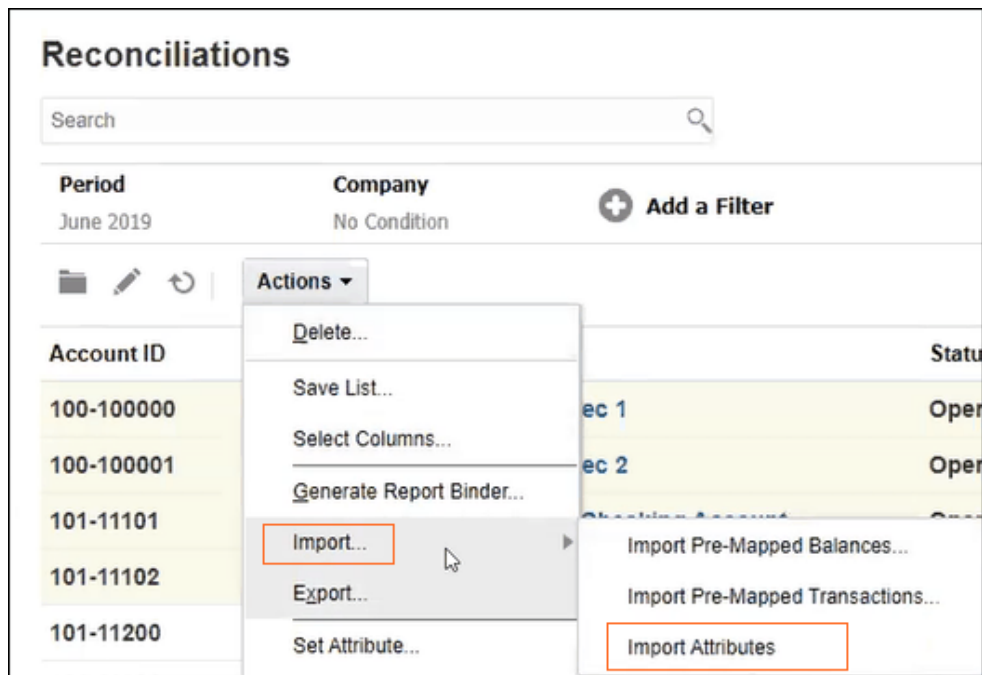 Reconciliations
Search
Period Company
June 2019 No Condition
Add a Filter
Actions
Account ID
100-100000
100-100001
101-11101
101-11102
101-11200
Delete...
Save List...
Select Columns...
Generate Report Binder...
Import...
Export...
Set Attribute...
Import Pre-Mapped Balances...
Import Pre-Mapped Transactions...
Import Attributes
Statu
ec 1 Oper
ec 2 Oper
Checking Account